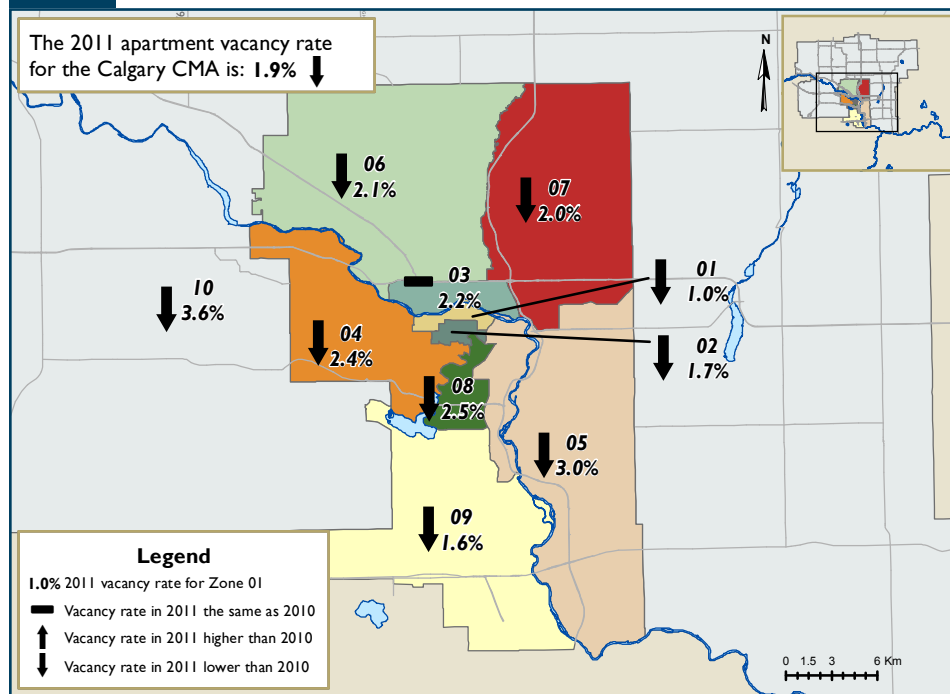 The 2011 apartment vacancy rate
for the Calgary CMA is: 1.9%
N
06
2.1%
07
2.0%
03
2.2%
01
1.0%
10
3.6%
04
2.4%
02
1.7%
08
2.5%
05
3.0%
09
1.6%
Legend
1.0% 2011 vacancy rate for Zone 01
Vacancy rate in 2011 the same as 2010
Vacancy rate in 2011 higher than 2010
Vacancy rate in 2011 lower than 2010
0 1.5 3 6 Km